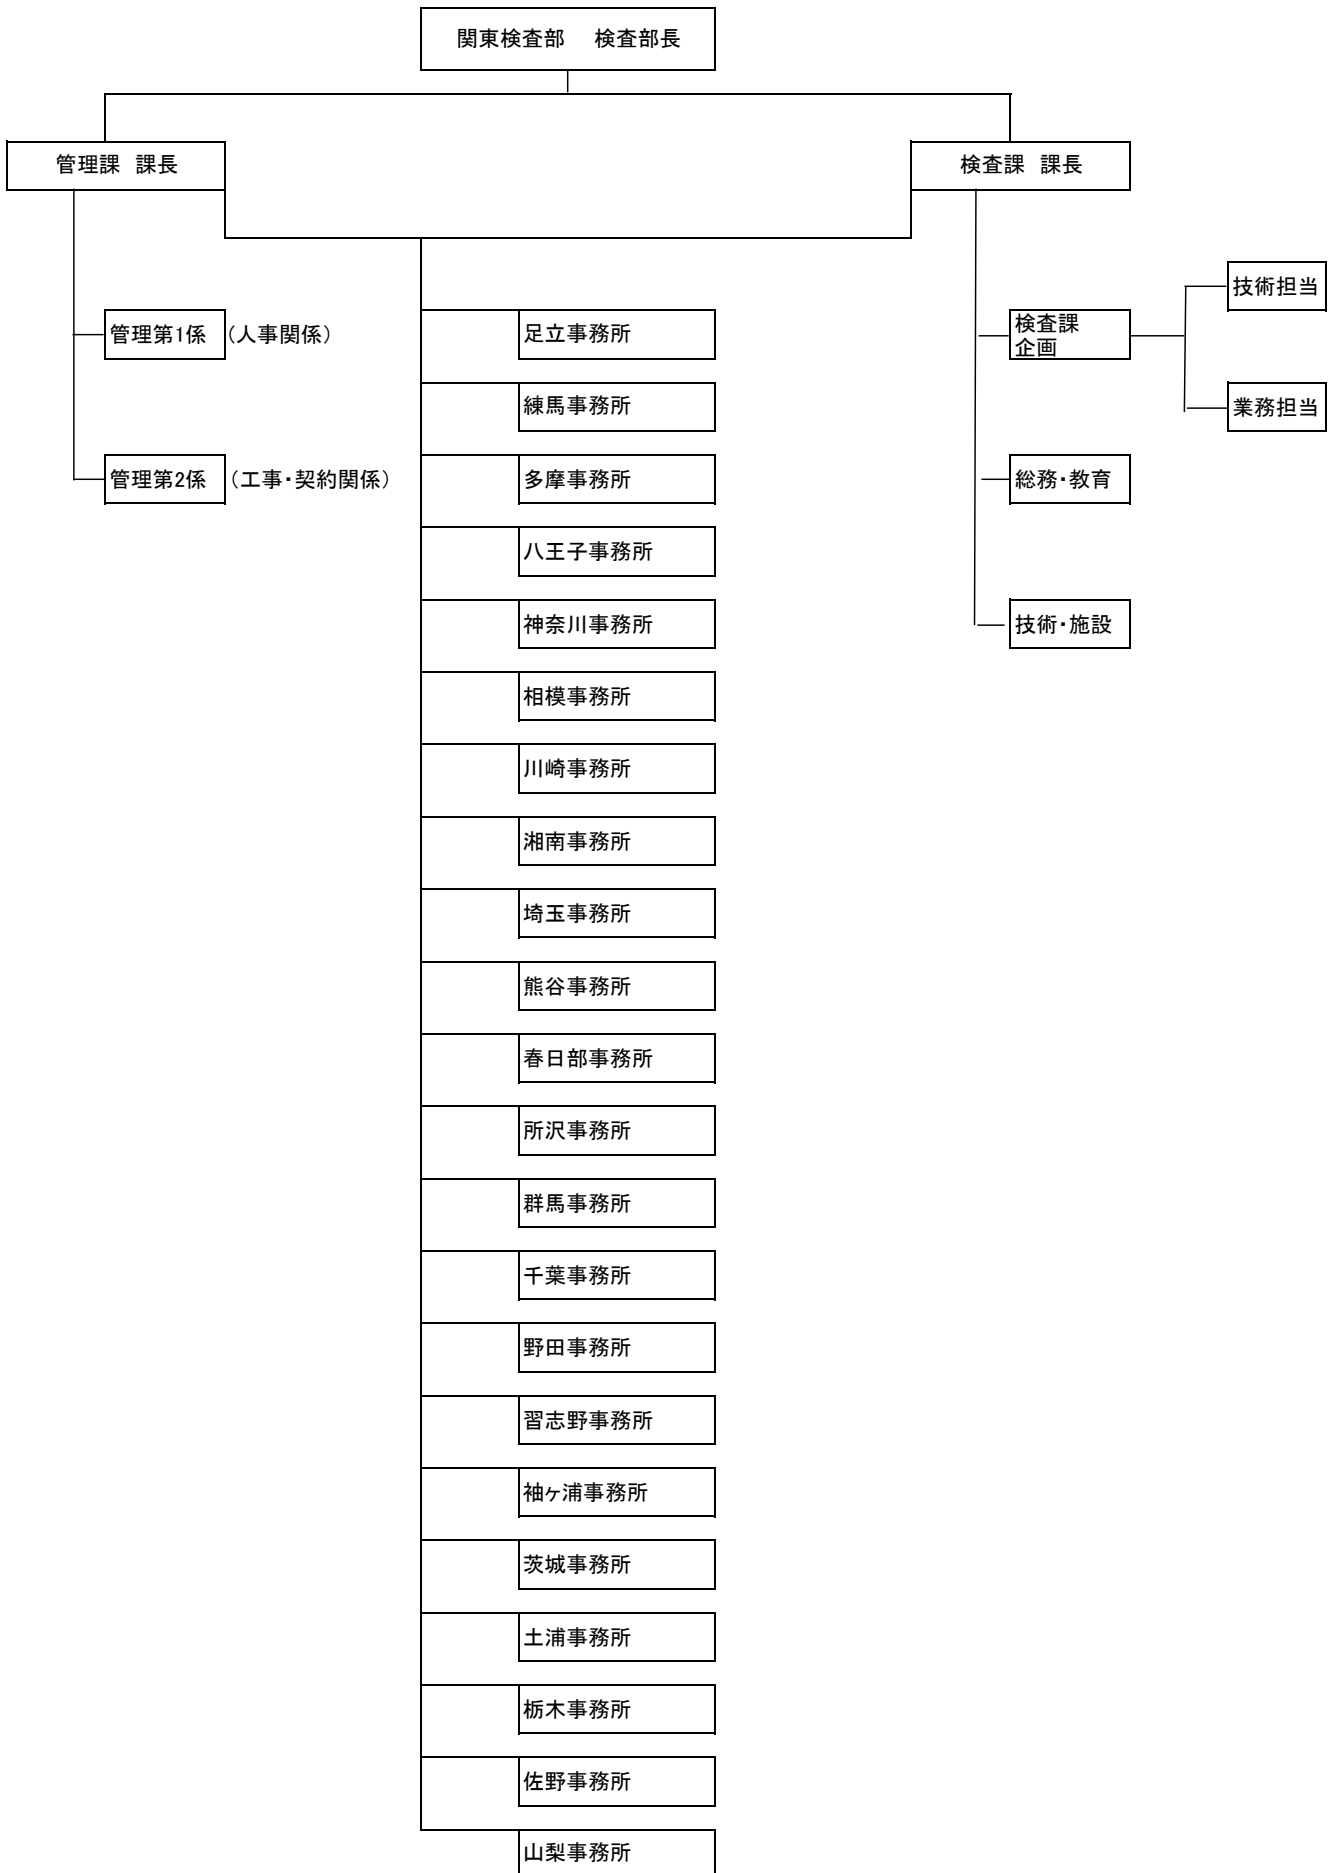 関東検査部 検査部長
管理課 課長
検査課 課長
管理第1係 (人事関係)
管理第2係 (工事・契約関係)
足立事務所
練馬事務所
多摩事務所
八王子事務所
神奈川事務所
相模事務所
川崎事務所
湘南事務所
埼玉事務所
熊谷事務所
春日部事務所
所沢事務所
群馬事務所
千葉事務所
野田事務所
習志野事務所
袖ヶ浦事務所
茨城事務所
土浦事務所
栃木事務所
佐野事務所
山梨事務所
検査課
企画
技術担当
業務担当
総務・教育
技術・施設